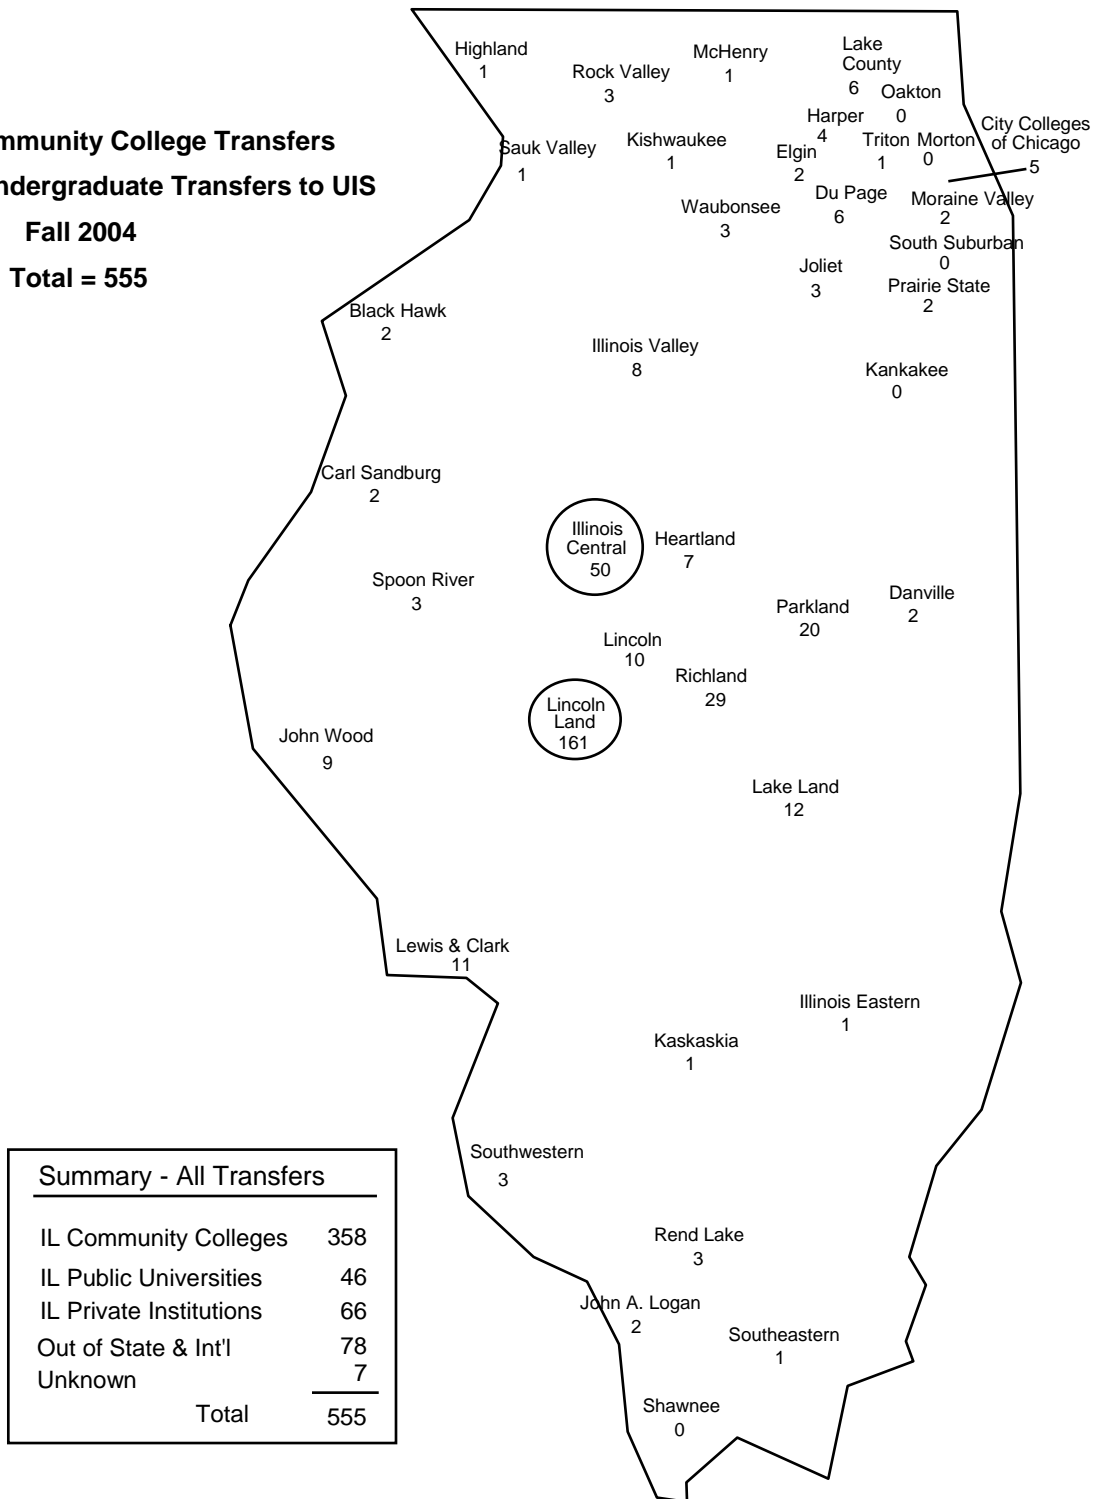 mmunity College Transfers
ndergraduate Transfers to UIS
Fall 2004
Total = 555
Highland
1
Rock Valley
3
McHenry
1
Lake
County
6
Oakton
0
Harper
4
Triton
1
Morton
0
City Colleges
of Chicago
5
Sauk Valley
1
Kishwaukee
1
Elgin
2
Du Page
6
Moraine Valley
2
Waubonsee
3
South Suburban
0
Joliet
3
Prairie State
2
Black Hawk
2
Illinois Valley
8
Kankakee
0
Carl Sandburg
2
Illinois
Central
50
Heartland
7
Spoon River
3
Parkland
20
Danville
2
Lincoln
10
Richland
29
Lincoln
Land
161
John Wood
9
Lake Land
12
Lewis & Clark
11
Illinois Eastern
1
Kaskaskia
1
Southwestern
3
Rend Lake
3
John A. Logan
2
Southeastern
1
Shawnee
0
Summary - All Transfers
IL Community Colleges 358
IL Public Universities 46
IL Private Institutions 66
Out of State & Int'l 78
Unknown 7
Total 555